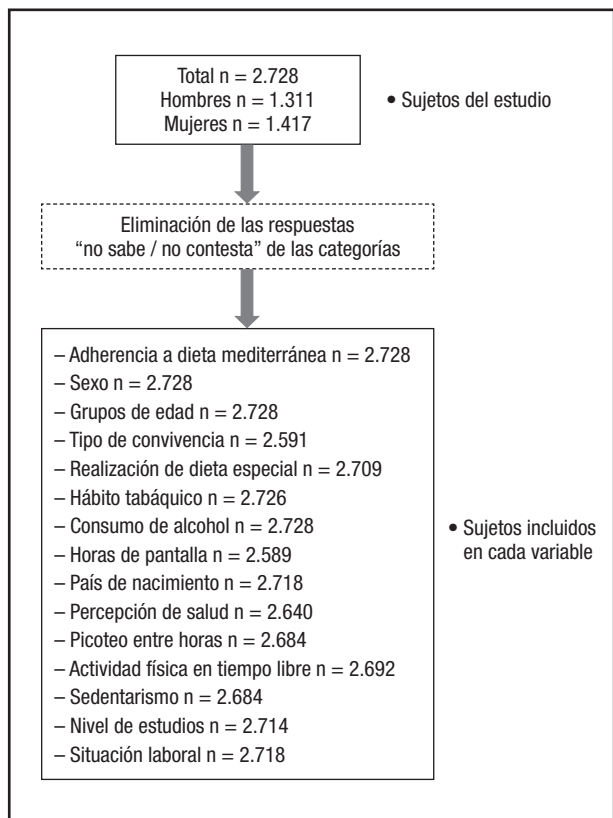 Total n = 2.728
Hombres n = 1.311
Mujeres n = 1.417
• Sujetos del estudio
Eliminación de las respuestas
“no sabe / no contesta” de las categorías
– Adherencia a dieta mediterránea n = 2.728
– Sexo n = 2.728
– Grupos de edad n = 2.728
– Tipo de convivencia n = 2.591
– Realización de dieta especial n = 2.709
– Hábito tabáquico n = 2.726
– Consumo de alcohol n = 2.728
– Horas de pantalla n = 2.589
– País de nacimiento n = 2.718
– Percepción de salud n = 2.640
– Picoteo entre horas n = 2.684
– Actividad física en tiempo libre n = 2.692
– Sedentarismo n = 2.684
– Nivel de estudios n = 2.714
– Situación laboral n = 2.718
• Sujetos incluidos
en cada variable